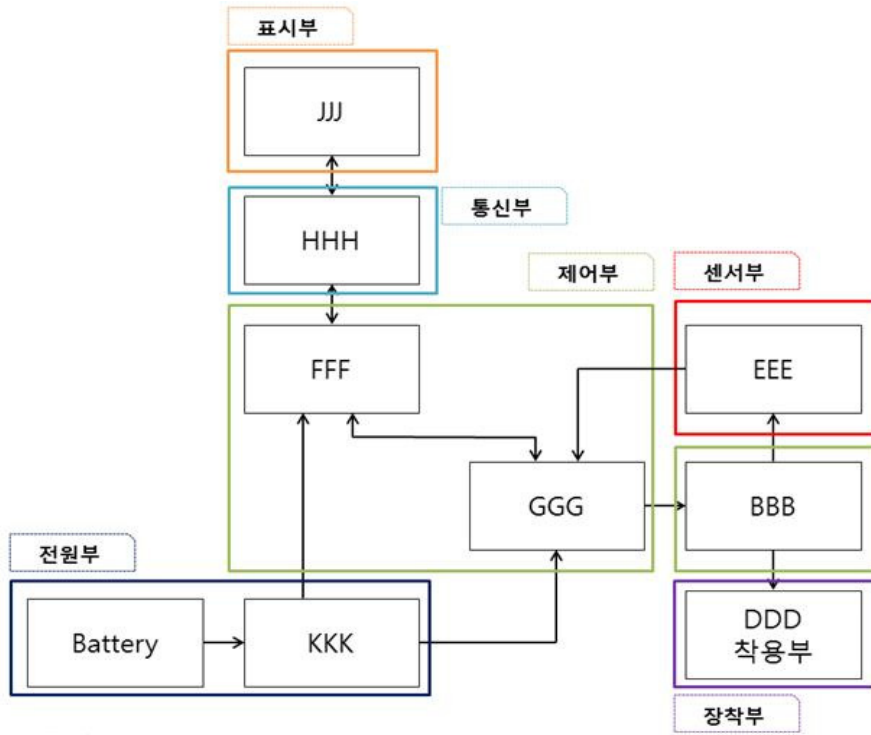 표시부
JJJ
HHH
통신부
제어부
센서부
FFF
EEE
GGG
BBB
전원부
Battery
KKK
DDD
착용부
장착부